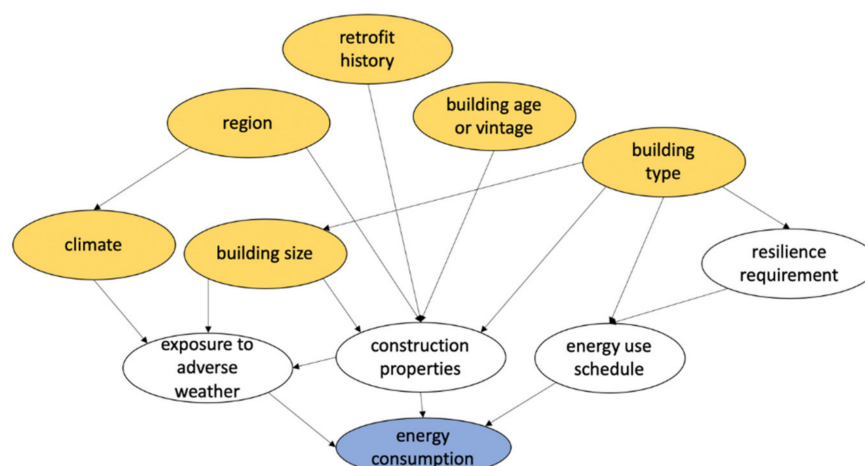 retrofit
history
building age
or vintage
region
building
type
climate
building size
resilience
requirement
exposure to
adverse
weather
construction
properties
energy use
schedule
energy
consumption